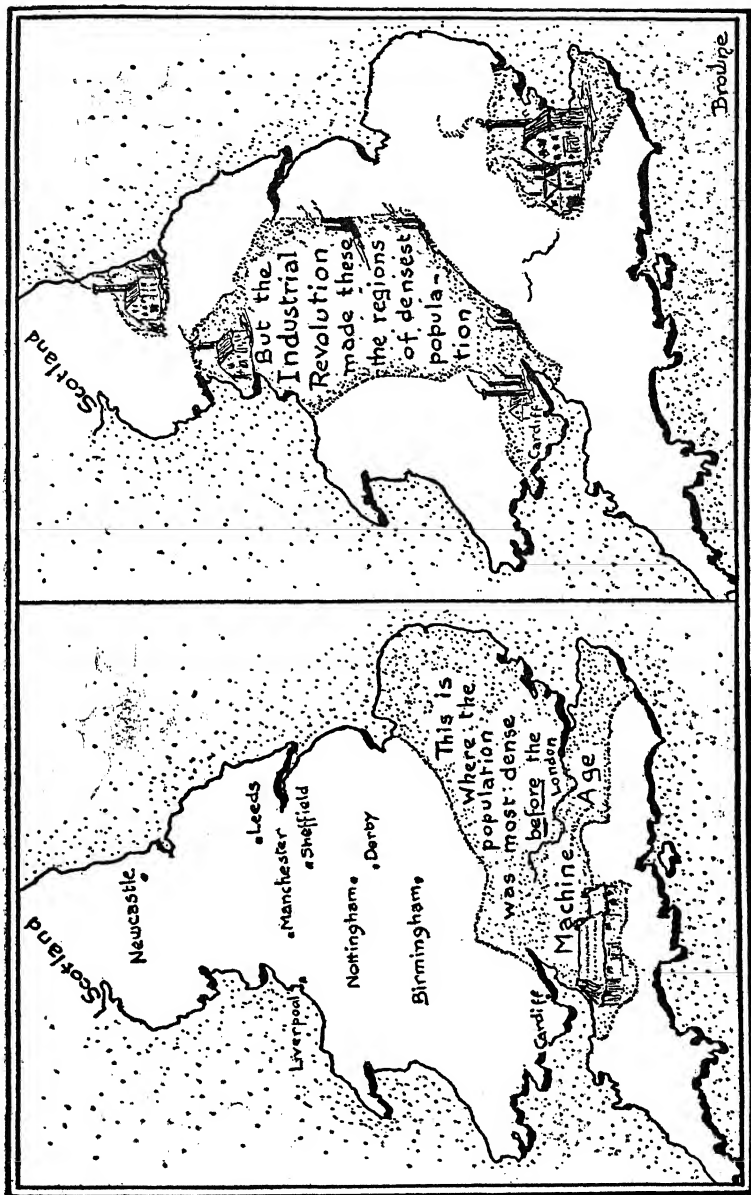 Scotland
Newcastle
Leeds
Manchester
Sheffield
Liverpool
Nottingham
Derby
Birmingham
This is
Where the
population
was most dense
before the
London
Machine Age
Cardiff
Scotland
But the
Industrial
Revolution
made these
the regions
of densest
popula-
tion
Cardiff
Browne